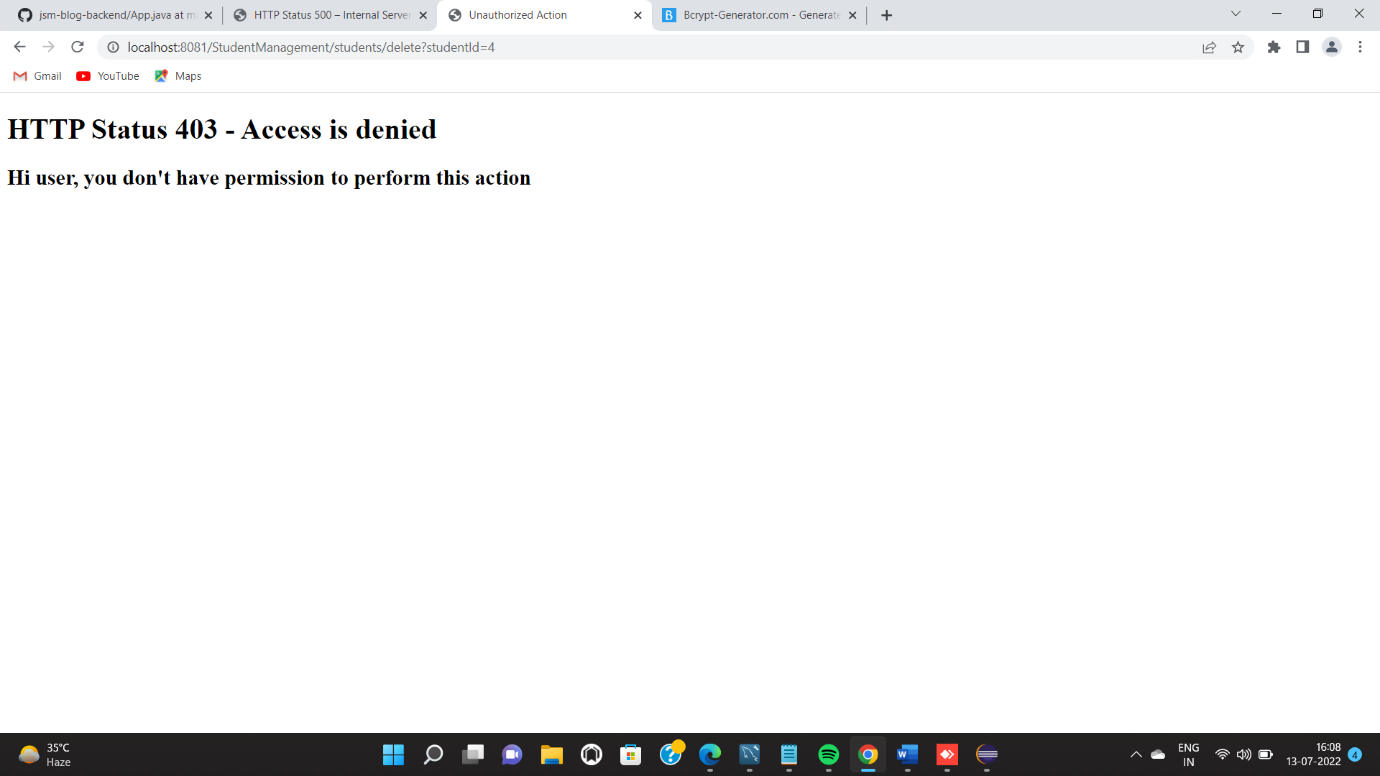 jsm-blog-backend/App.java at m
HTTP Status 500 – Internal Server
Unauthorized Action
Bcrypt-Generator.com - Generate
localhost:8081/StudentManagement/students/delete?studentId=4
Gmail
YouTube
Maps
HTTP Status 403 - Access is denied
Hi user, you don't have permission to perform this action
35°C
Haze
ENG
IN
16:08
13-07-2022
4